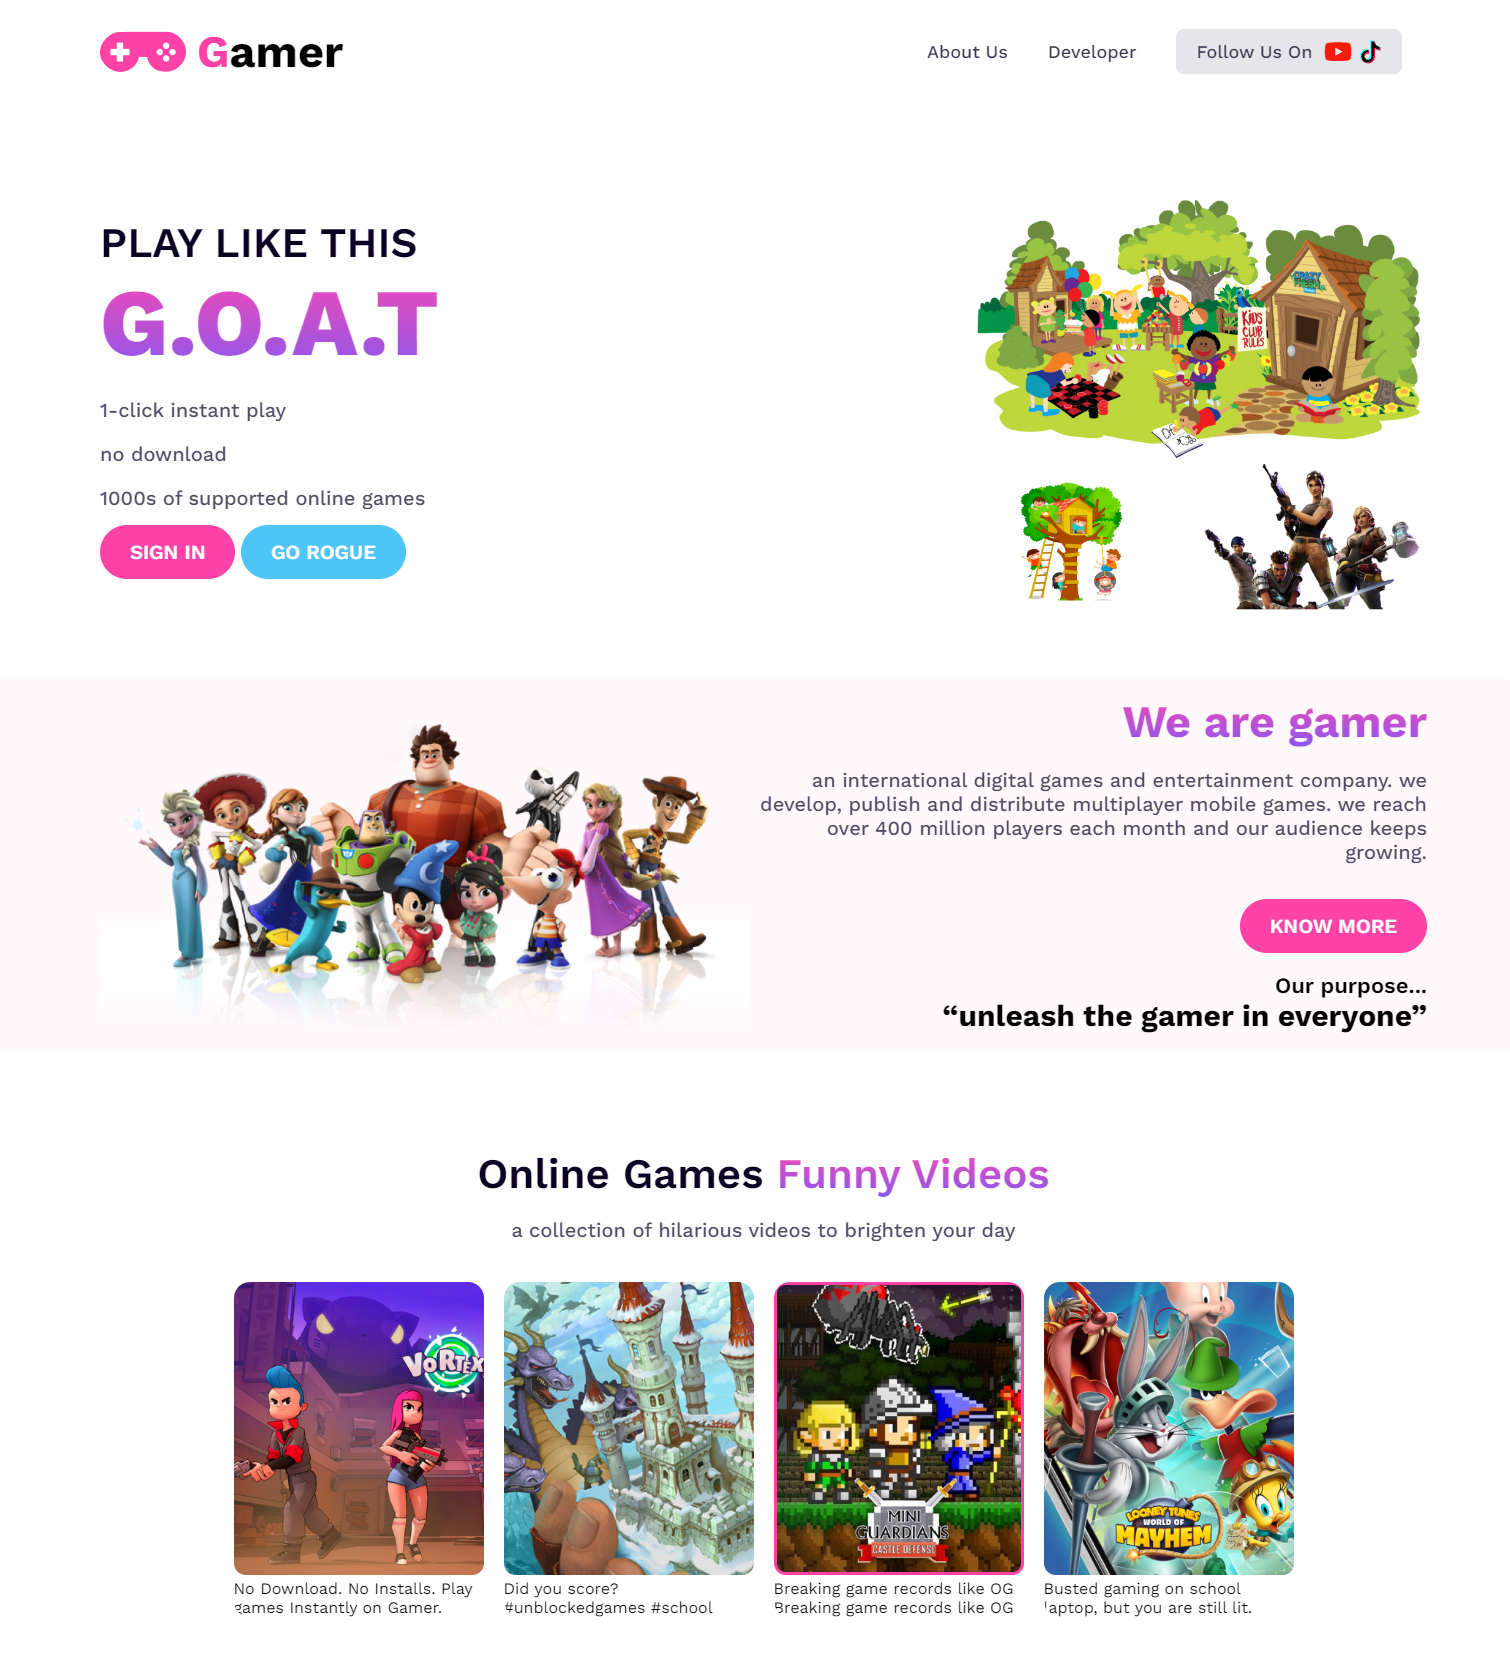 Gamer
About Us
Developer
Follow Us On
PLAY LIKE THIS
G.O.A.T
1-click instant play
no download
1000s of supported online games
SIGN IN
GO ROGUE
CRAZY
KIDS
CLUB
RULES
We are gamer
an international digital games and entertainment company. we
develop, publish and distribute multiplayer mobile games. we reach
over 400 million players each month and our audience keeps
growing.
KNOW MORE
Our purpose...
“unleash the gamer in everyone”
Online Games Funny Videos
a collection of hilarious videos to brighten your day
VORTEX
MINI
GUARDIANS
CASTLE DEFENSE
LOONEY TUNES
WORLD OF
MAYHEM
No Download. No Installs. Play
games Instantly on Gamer.
Did you score?
#unblockedgames #school
Breaking game records like OG
Breaking game records like OG
Busted gaming on school
laptop, but you are still lit.